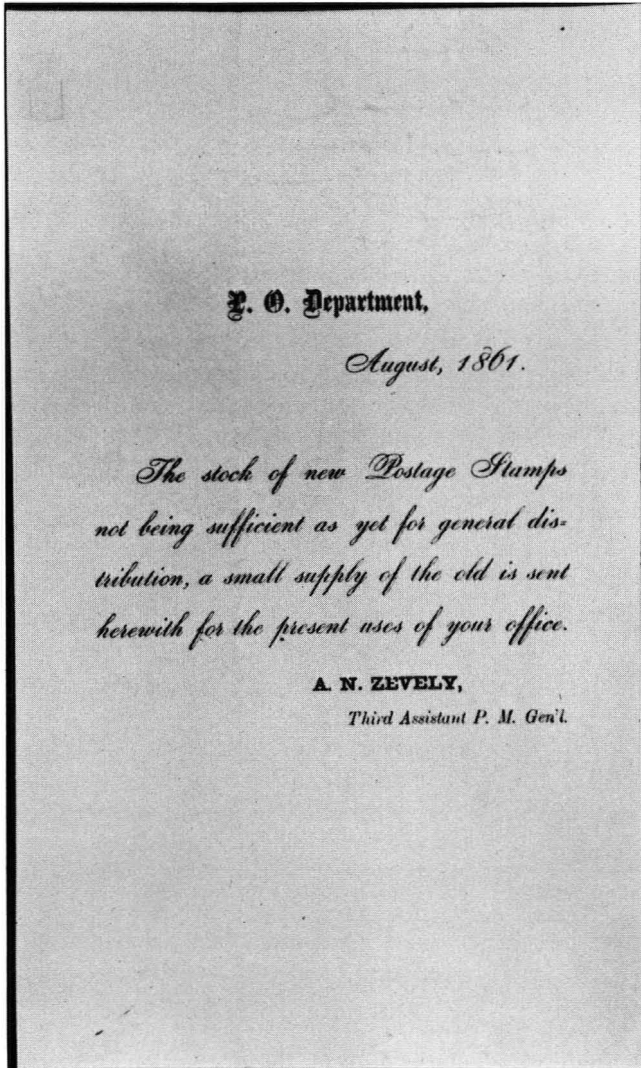 P. O. Department,
August, 1861.
The stock of new Postage Stamps
not being sufficient as yet for general dis-
tribution, a small supply of the old is sent
herewith for the present uses of your office.
A. N. ZEVELY,
Third Assistant P. M. Gen'l.